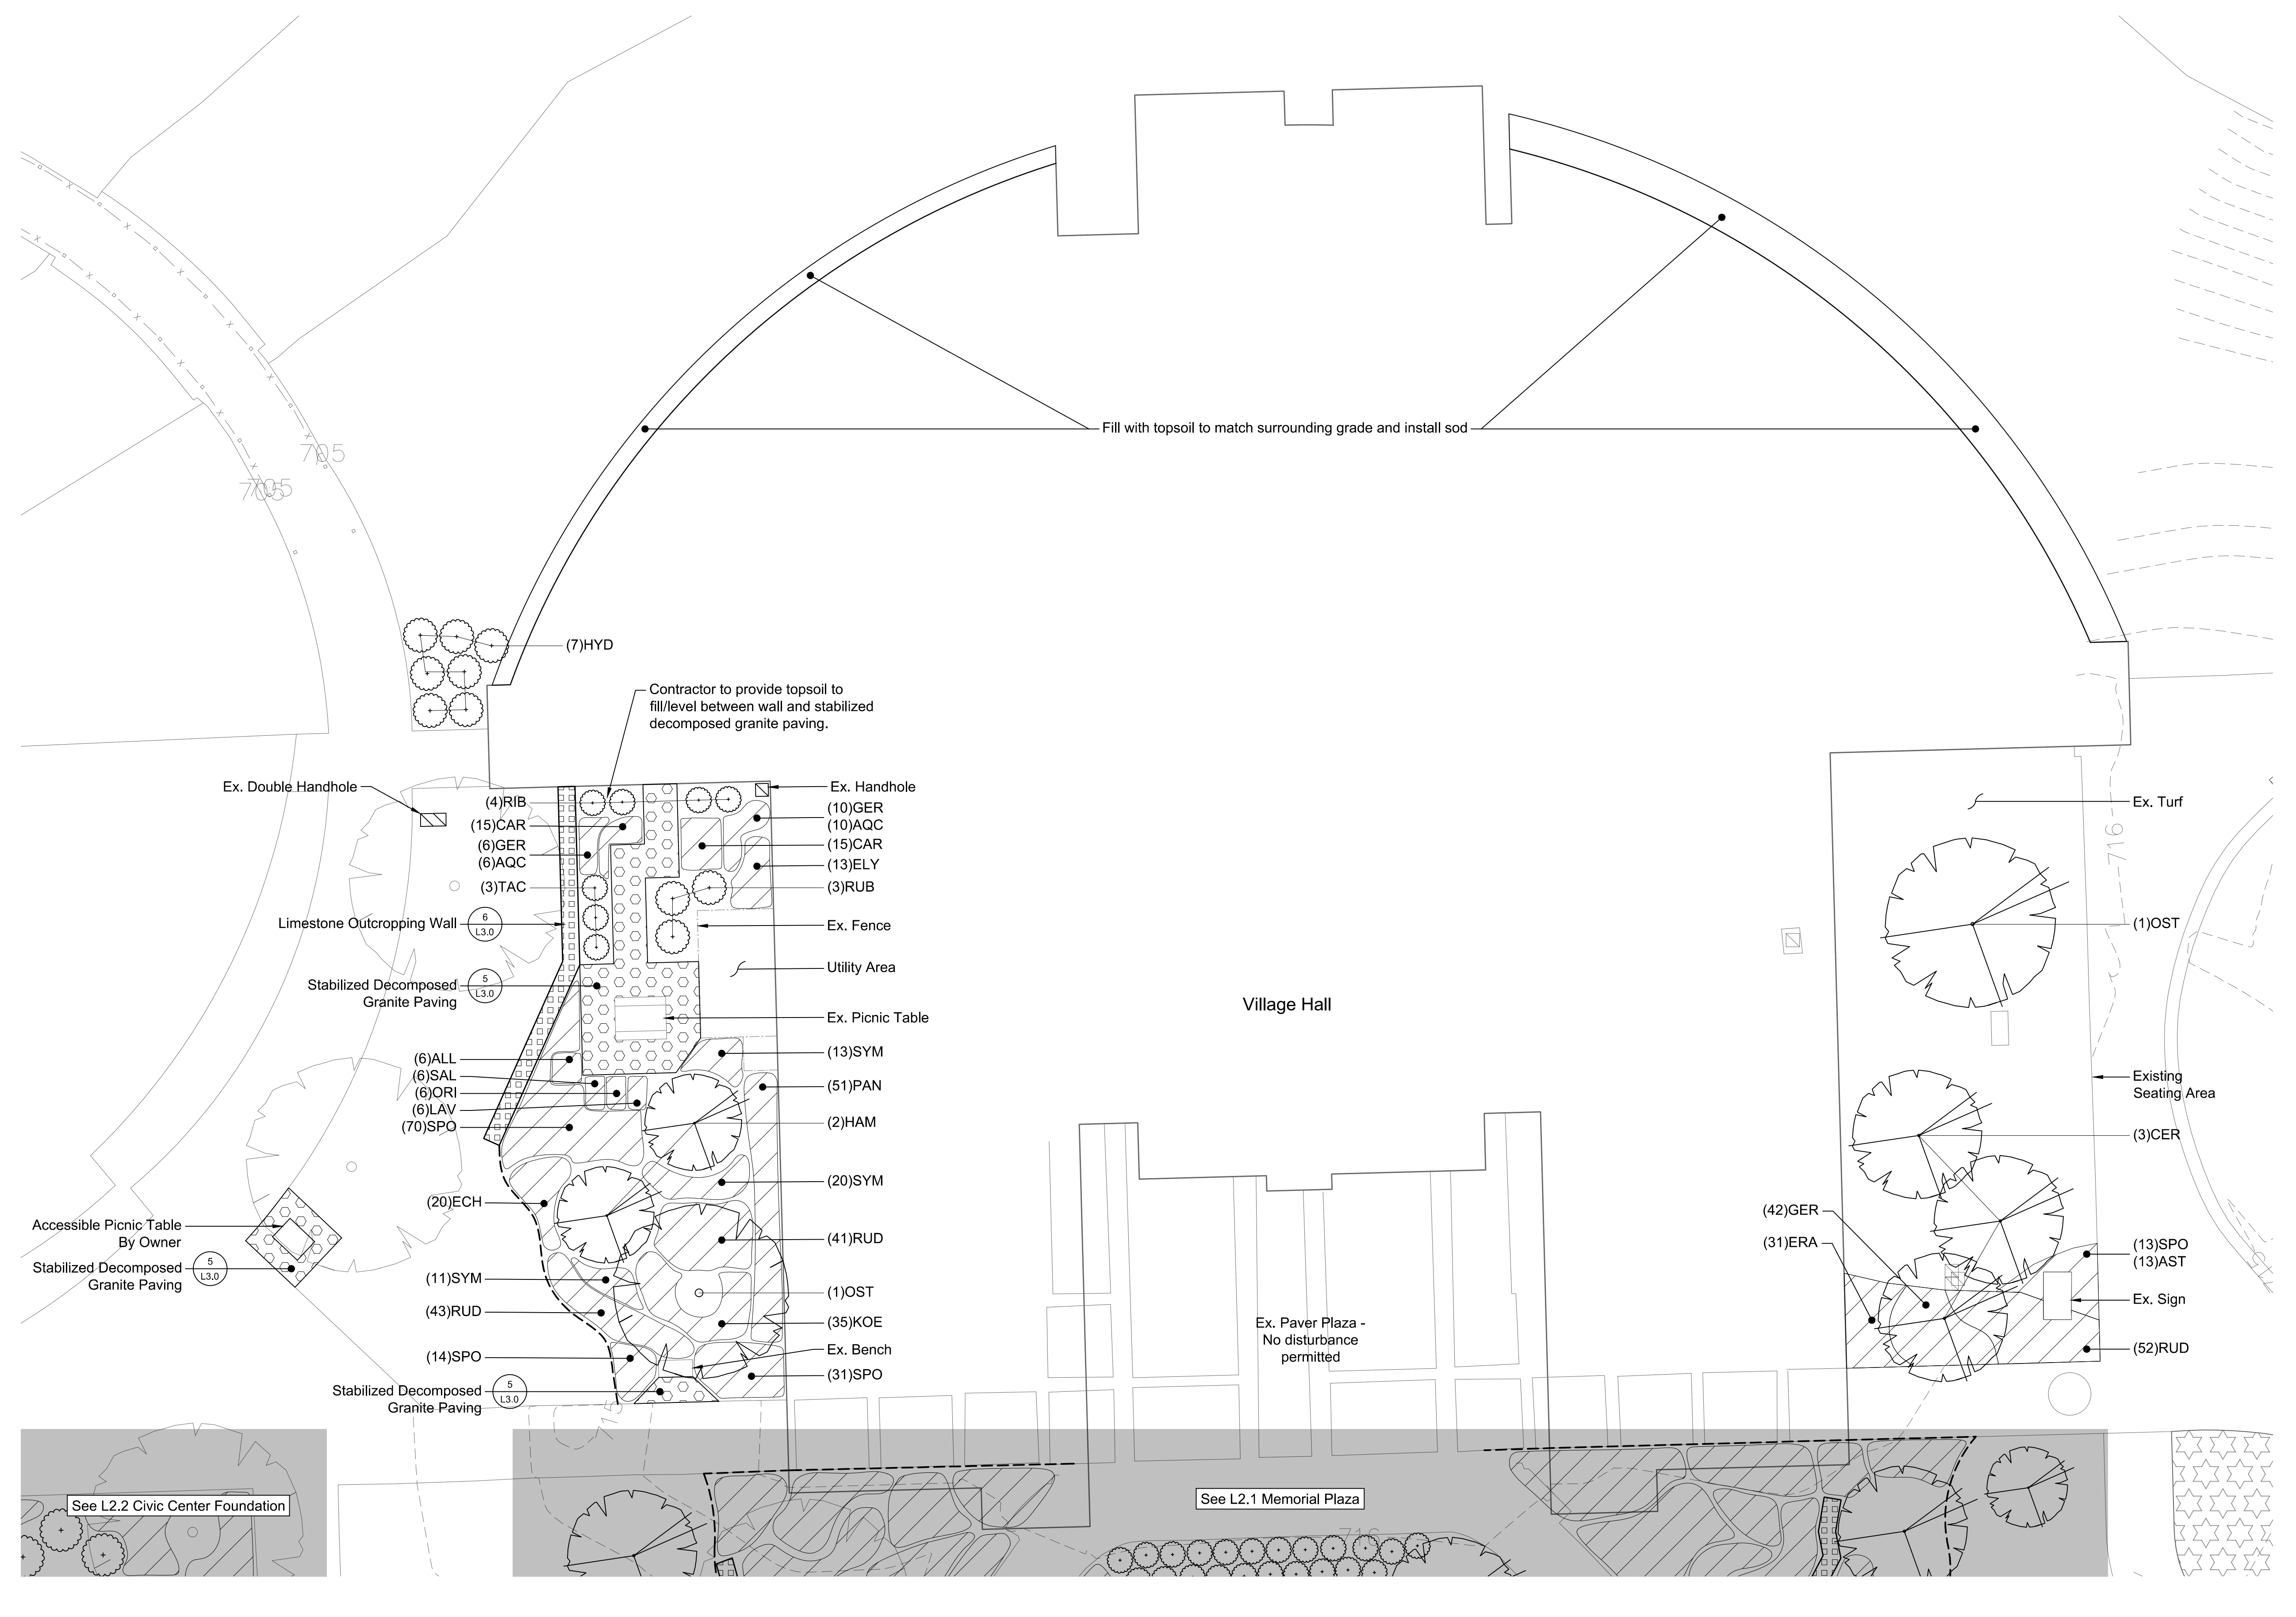 Fill with topsoil to match surrounding grade and install sod
705
705
705
(7)HYD
Contractor to provide topsoil to
fill/level between wall and stabilized
decomposed granite paving.
Ex. Double Handhole
(4)RIB
(15)CAR
(6)GER
(6)AQC
(3)TAC
Limestone Outcropping Wall
6
L3.0
Stabilized Decomposed
Granite Paving
5
L3.0
(6)ALL
(6)SAL
(6)ORI
(6)LAV
(70)SPO
(20)ECH
Accessible Picnic Table
By Owner
Stabilized Decomposed
Granite Paving
5
L3.0
(11)SYM
(43)RUD
(14)SPO
Stabilized Decomposed
Granite Paving
5
L3.0
Ex. Handhole
(10)GER
(10)AQC
(15)CAR
(13)ELY
(3)RUB
Ex. Fence
Utility Area
Ex. Picnic Table
(13)SYM
(51)PAN
(2)HAM
(20)SYM
(41)RUD
(1)OST
(35)KOE
Ex. Bench
(31)SPO
Village Hall
Ex. Paver Plaza -
No disturbance
permitted
Ex. Turf
716
(1)OST
Existing
Seating Area
(3)CER
(42)GER
(31)ERA
(13)SPO
(13)AST
Ex. Sign
(52)RUD
See L2.2 Civic Center Foundation
See L2.1 Memorial Plaza
716